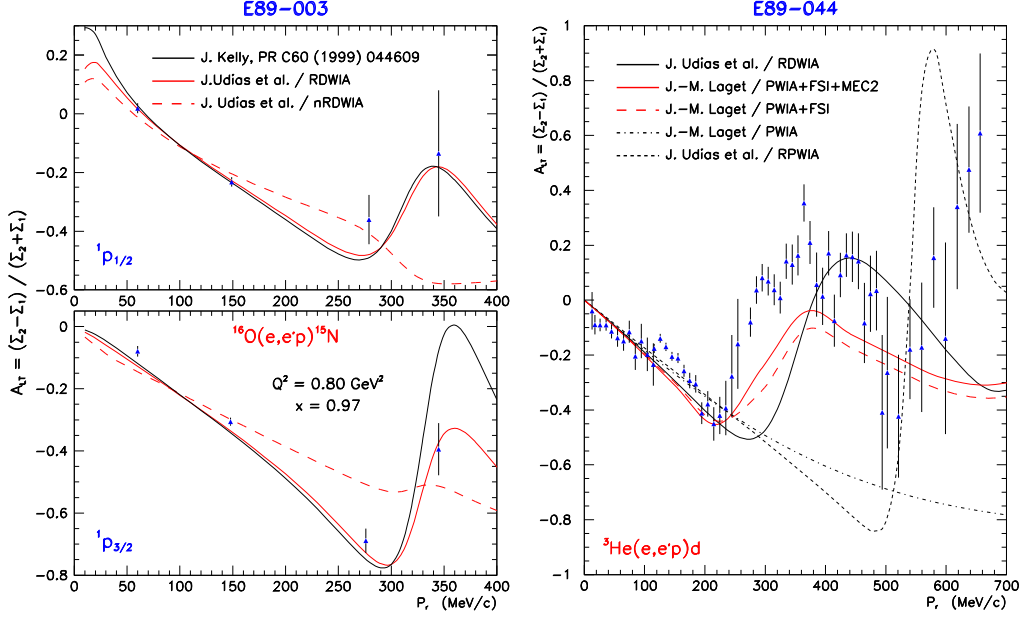 E89-003
0.2
0
-0.2
-0.4
-0.6
J. Kelly, PR C60 (1999) 044609
J.Udías et al./ RDWIA
J. Udías et al./ nRDWIA
¹p₁/₂
0 50 100 150 200 250 300 350 400
A_LT = (Σ₂-Σ₁) / (Σ₂+Σ₁)
0
-0.2
-0.4
-0.6
-0.8
¹⁶O(e,e'p)¹⁵N
Q² = 0.80 GeV²
x = 0.97
¹p₃/₂
0 50 100 150 200 250 300 350 400
P_r (MeV/c)
E89-044
A_LT = (Σ₂-Σ₁) / (Σ₂+Σ₁)
1
0.8
0.6
0.4
0.2
0
-0.2
-0.4
-0.6
-0.8
-1
J. Udías et al./ RDWIA
J.-M. Laget / PWIA+FSI+MEC2
J.-M. Laget / PWIA+FSI
J.-M. Laget / PWIA
J. Udías et al./ RPWIA
³He(e,e'p)d
0 100 200 300 400 500 600 700
P_r (MeV/c)